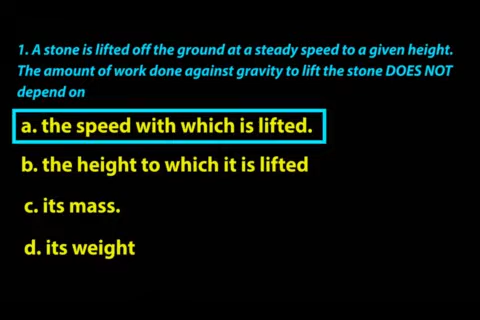 1. A stone is lifted off the ground at a steady speed to a given height.
The amount of work done against gravity to lift the stone DOES NOT
depend on
a. the speed with which is lifted.
b. the height to which it is lifted
c. its mass.
d. its weight